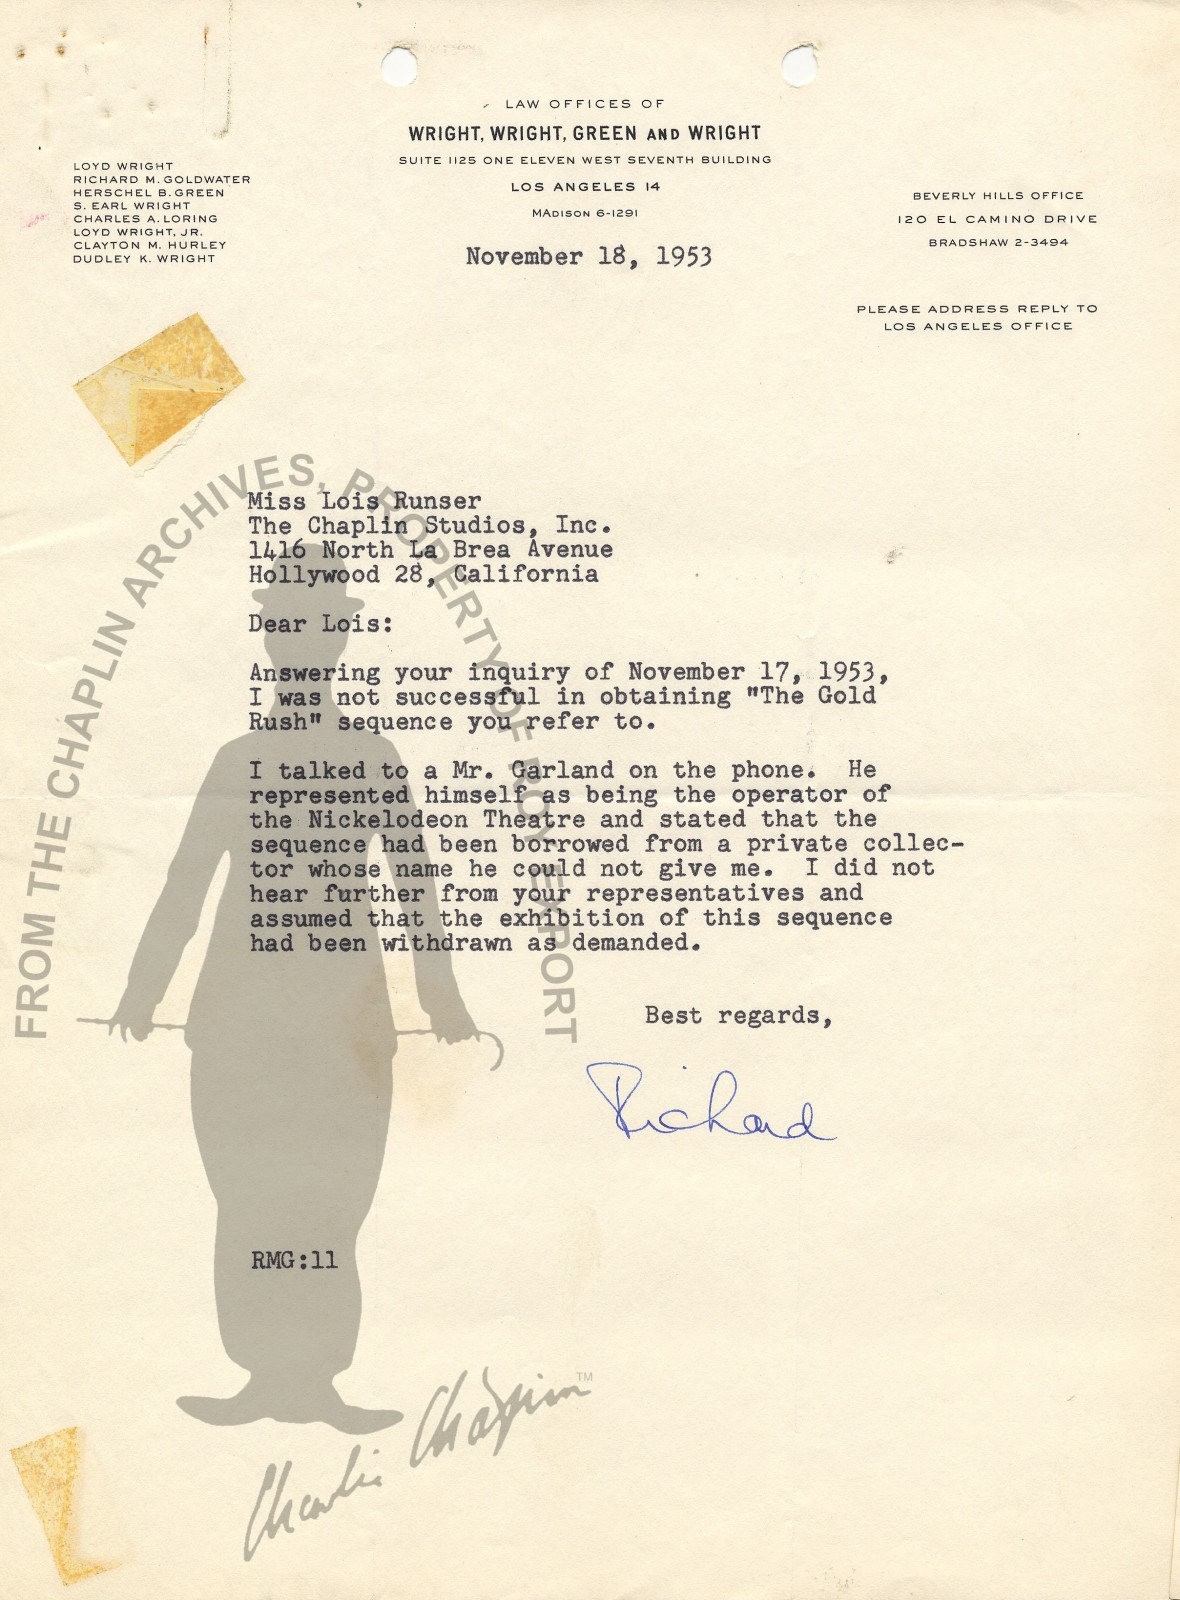 LAW OFFICES OF
WRIGHT, WRIGHT, GREEN AND WRIGHT
SUITE 1125 ONE ELEVEN WEST SEVENTH BUILDING
LOS ANGELES 14
MADISON 6-1291
LOYD WRIGHT
RICHARD M. GOLDWATER
HERSCHEL B. GREEN
S. EARL WRIGHT
CHARLES A. LORING
LOYD WRIGHT, JR.
CLAYTON M. HURLEY
DUDLEY K. WRIGHT
BEVERLY HILLS OFFICE
120 EL CAMINO DRIVE
BRADSHAW 2-3494
November 18, 1953
PLEASE ADDRESS REPLY TO
LOS ANGELES OFFICE
FROM THE CHAPLIN ARCHIVES, PROPERTY OF ROY EXPORT
Miss Lois Runser
The Chaplin Studios, Inc.
1416 North La Brea Avenue
Hollywood 28, California
Dear Lois:
Answering your inquiry of November 17, 1953,
I was not successful in obtaining "The Gold
Rush" sequence you refer to.
I talked to a Mr. Garland on the phone. He
represented himself as being the operator of
the Nickelodeon Theatre and stated that the
sequence had been borrowed from a private collec-
tor whose name he could not give me. I did not
hear further from your representatives and
assumed that the exhibition of this sequence
had been withdrawn as demanded.
Best regards,
Richard
RMG:ll
Charlie Chaplin TM